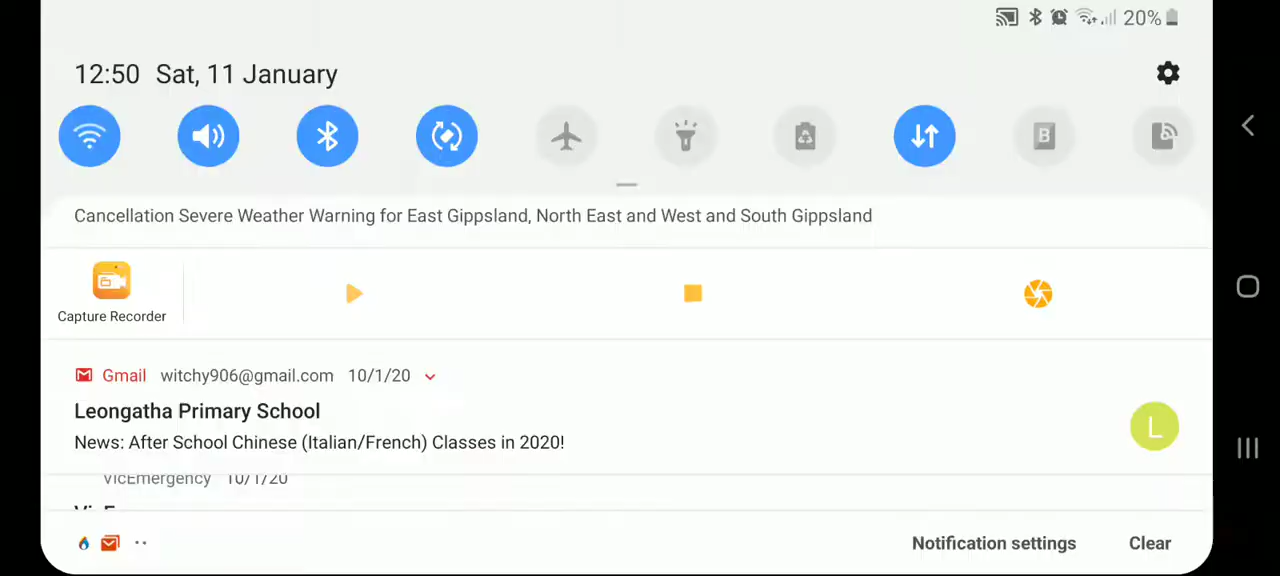 20%
12:50 Sat, 11 January
B
Cancellation Severe Weather Warning for East Gippsland, North East and West and South Gippsland
Capture Recorder
Gmail witchy906@gmail.com 10/1/20
Leongatha Primary School
News: After School Chinese (Italian/French) Classes in 2020!
L
VicEmergency 10/1/20
Notification settings Clear